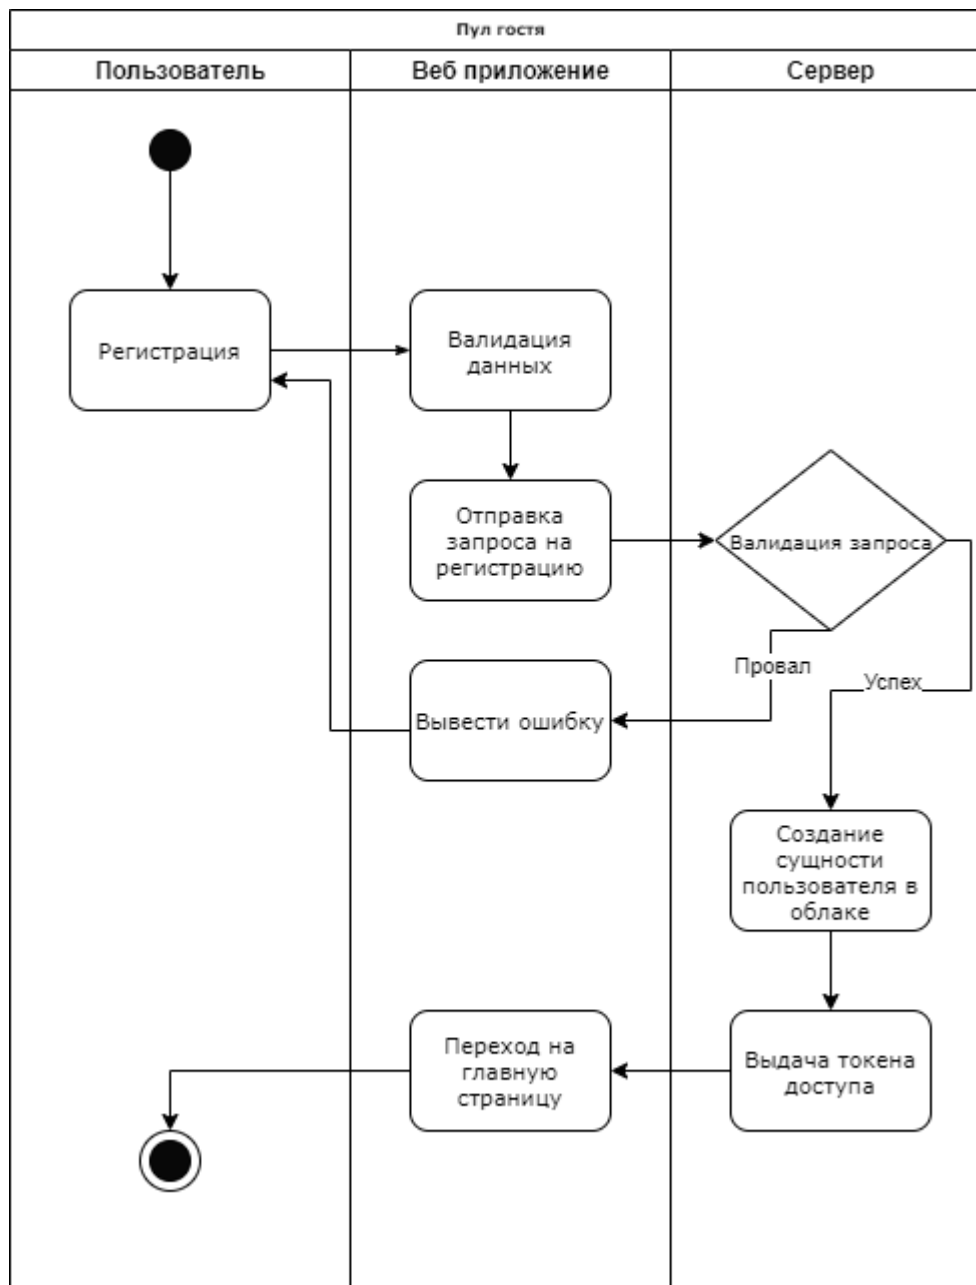 Пул гостя
Пользователь
Веб приложение
Сервер
Регистрация
Валидация
данных
Отправка
запроса на
регистрацию
Валидация запроса
Провал
Успех
Вывести ошибку
Создание
сущности
пользователя в
облаке
Переход на
главную
страницу
Выдача токена
доступа